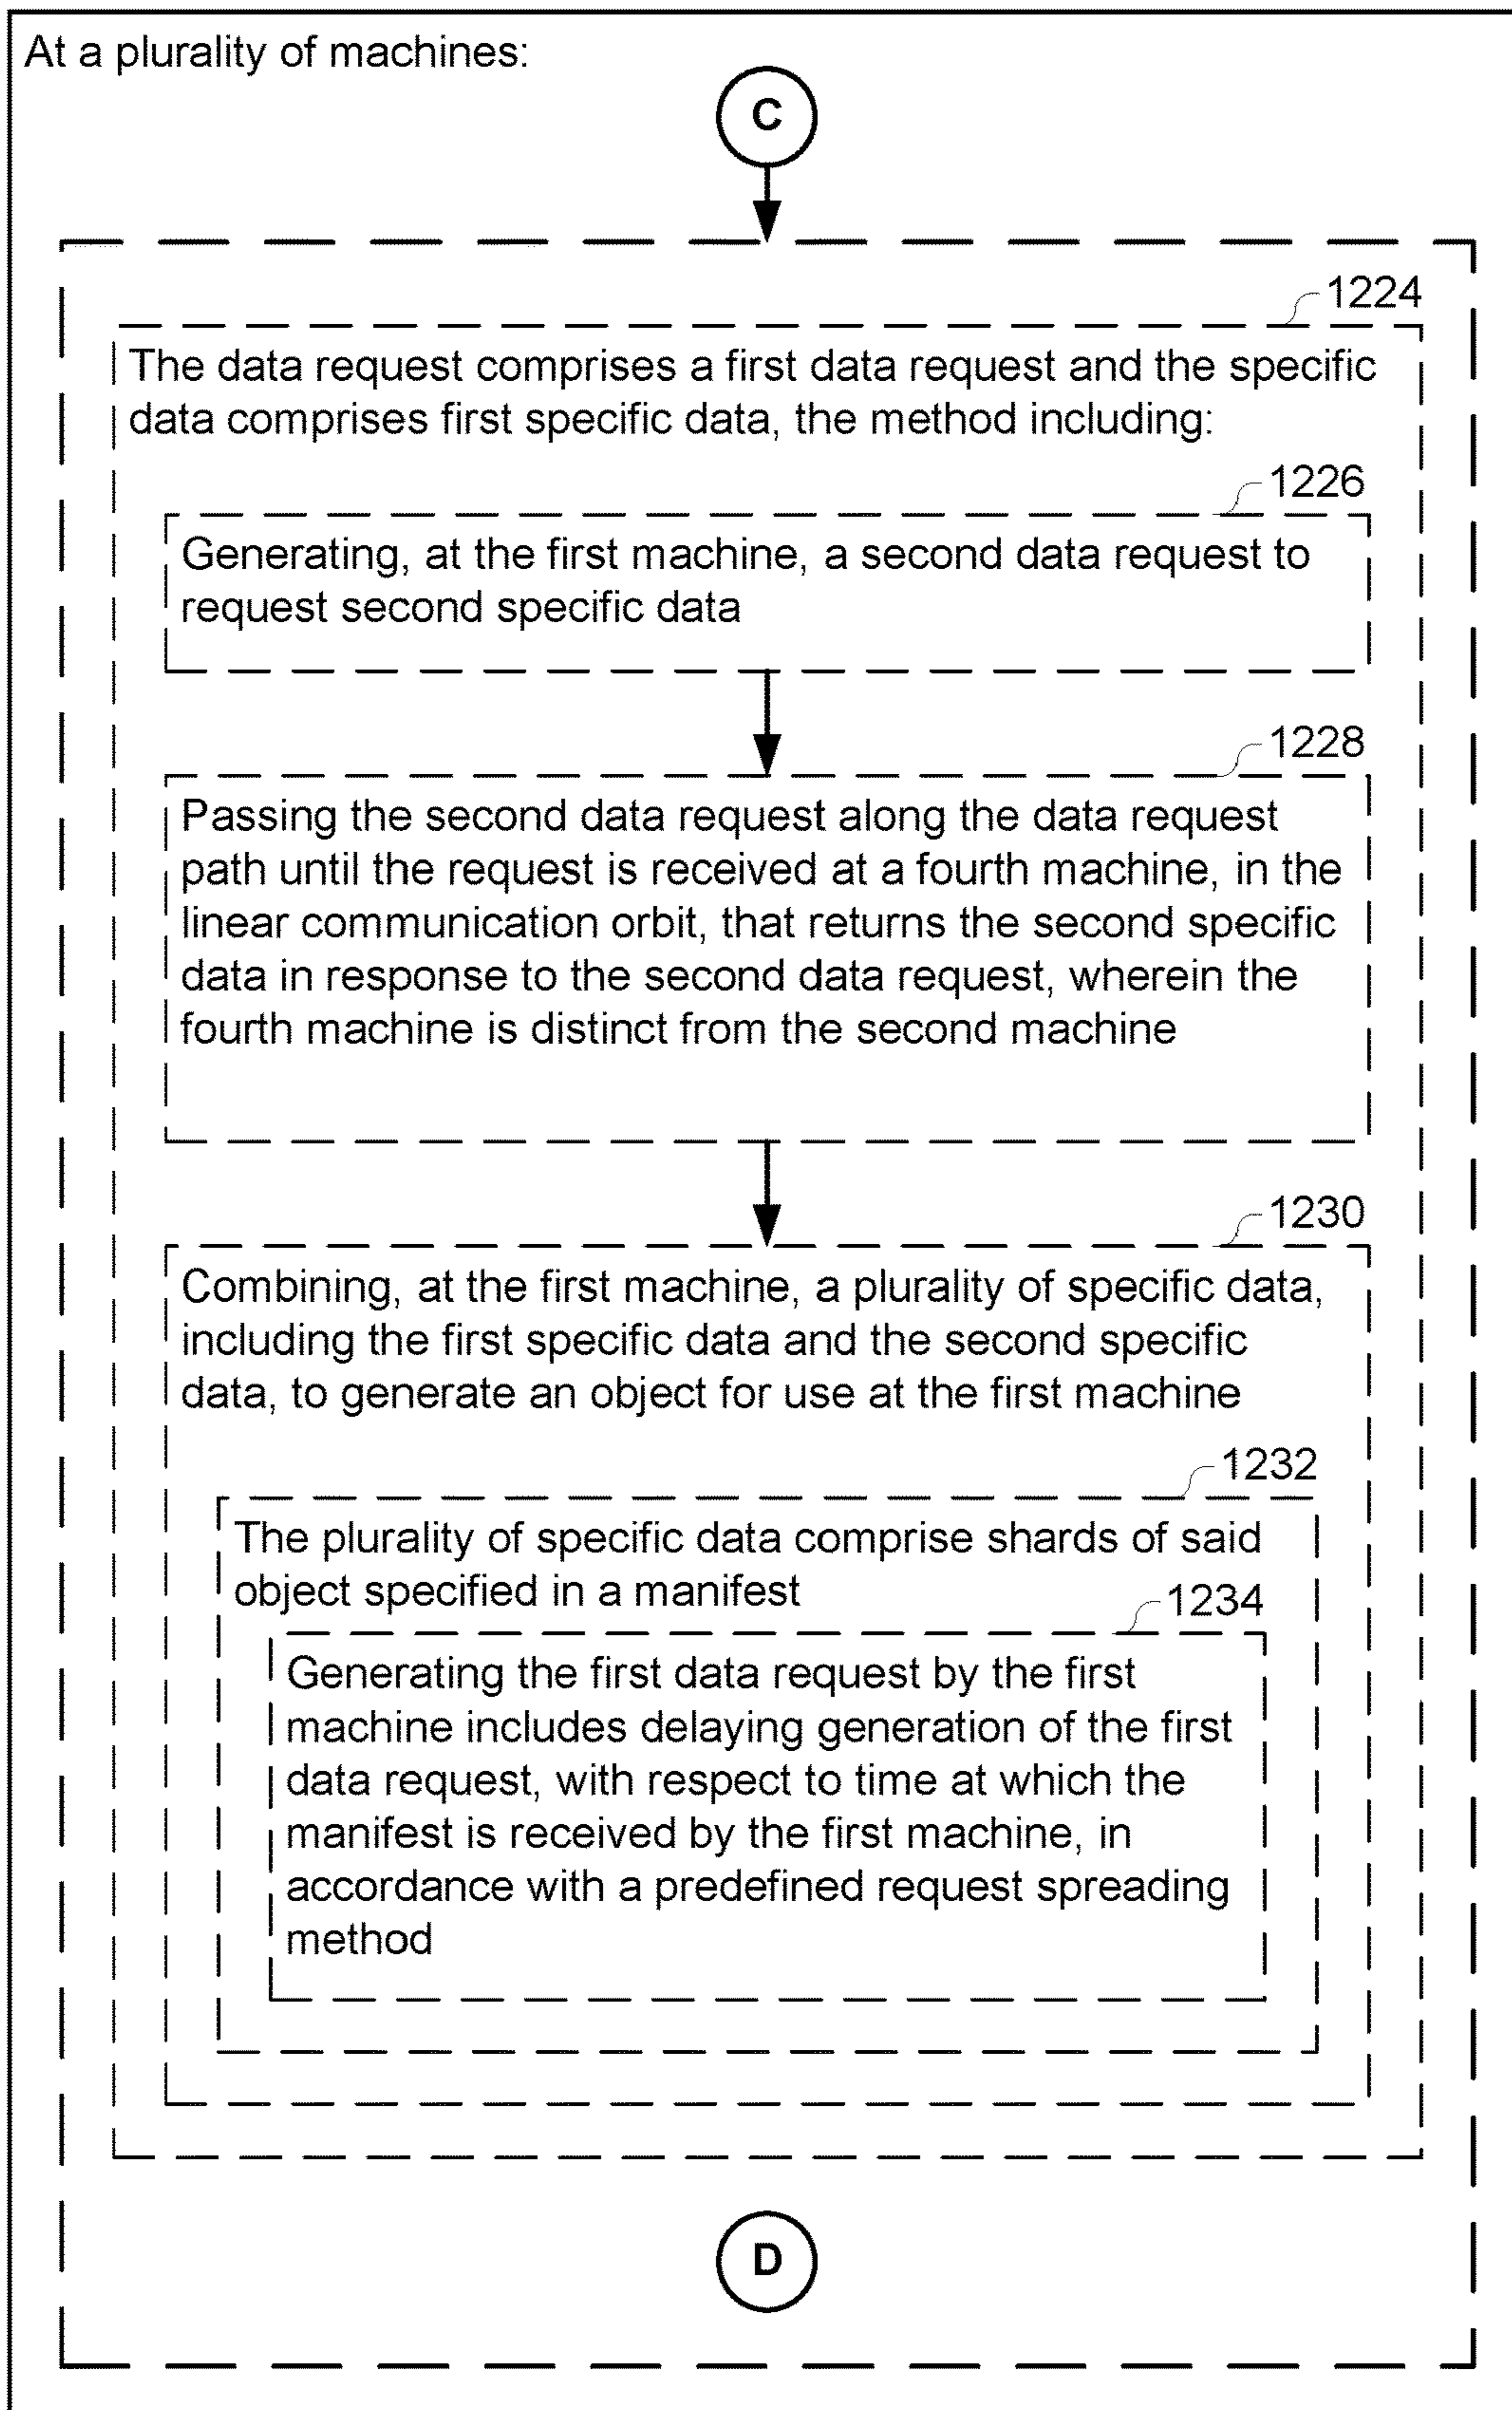 At a plurality of machines:
C
1224
The data request comprises a first data request and the specific
data comprises first specific data, the method including:
1226
Generating, at the first machine, a second data request to
request second specific data
1228
Passing the second data request along the data request
path until the request is received at a fourth machine, in the
linear communication orbit, that returns the second specific
data in response to the second data request, wherein the
fourth machine is distinct from the second machine
1230
Combining, at the first machine, a plurality of specific data,
including the first specific data and the second specific
data, to generate an object for use at the first machine
1232
The plurality of specific data comprise shards of said
object specified in a manifest
1234
Generating the first data request by the first
machine includes delaying generation of the first
data request, with respect to time at which the
manifest is received by the first machine, in
accordance with a predefined request spreading
method
D